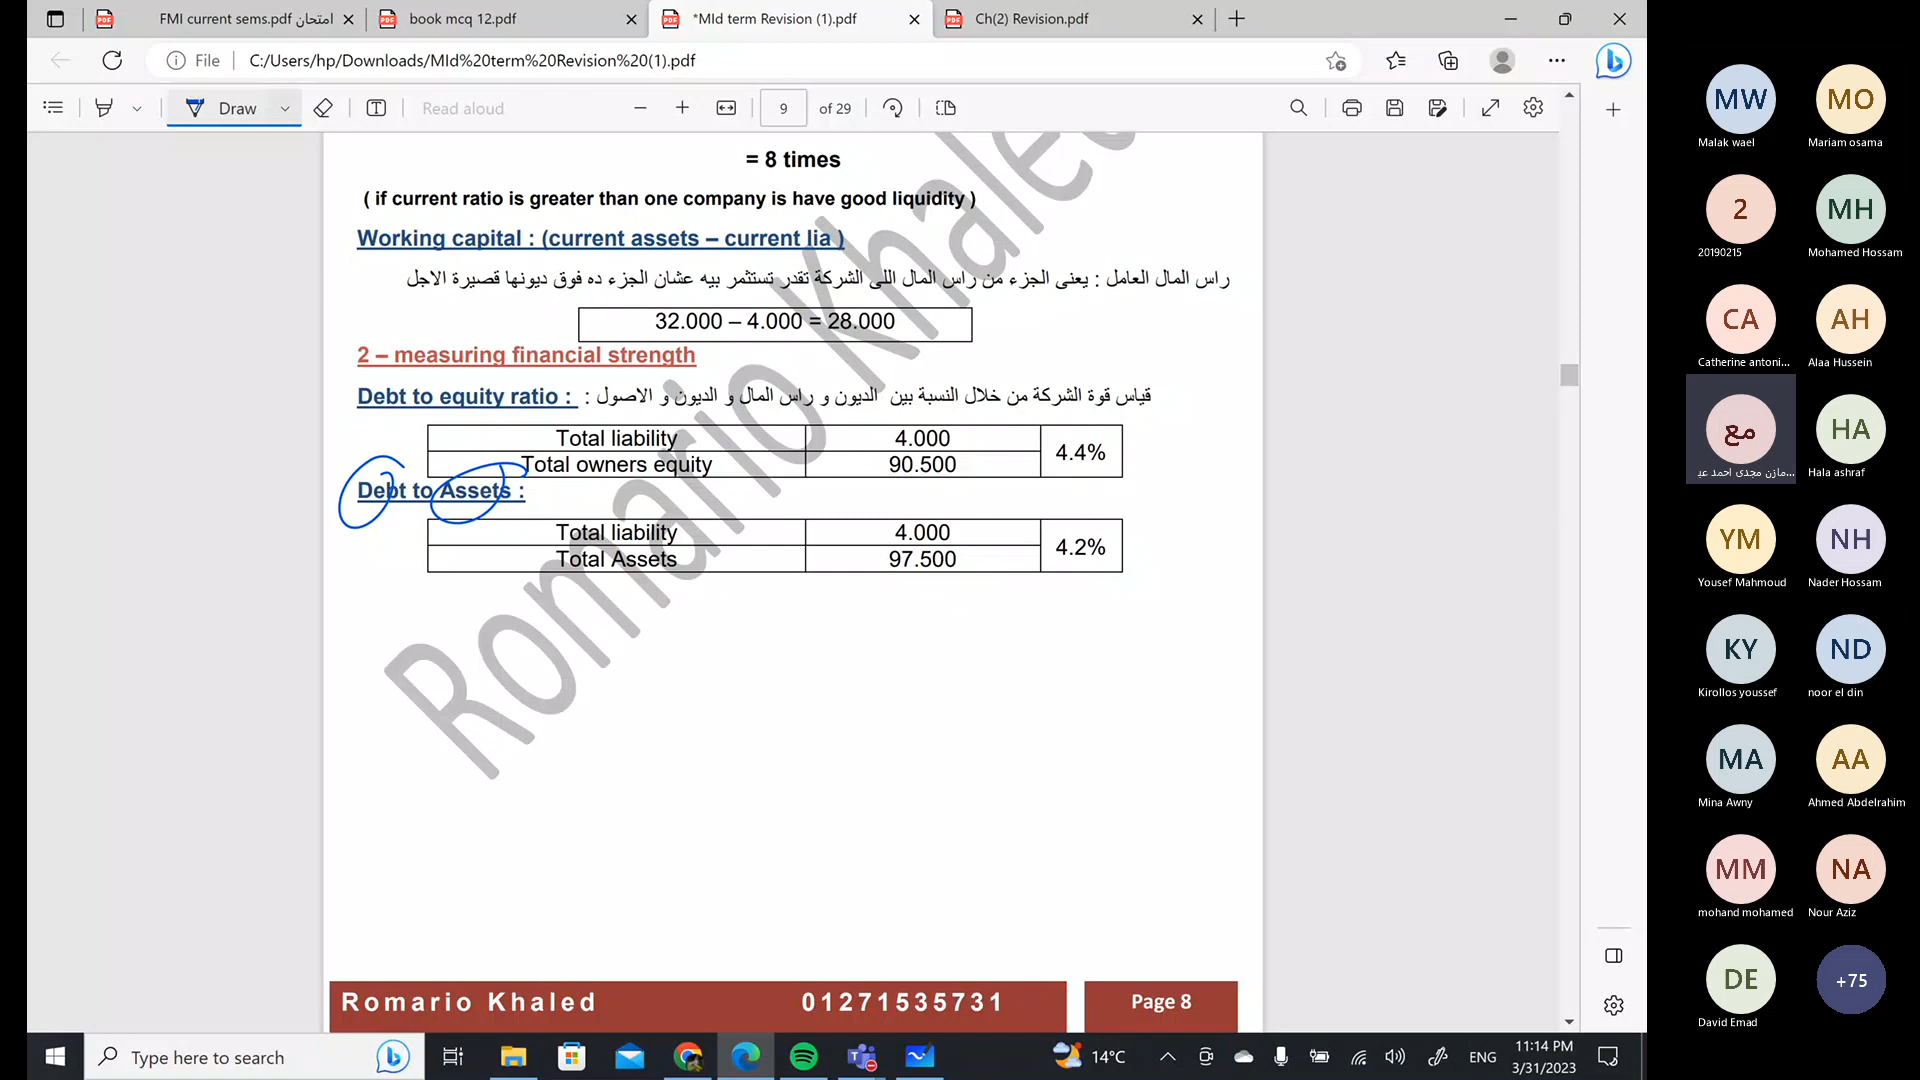 FMI current sems.pdf امتحان
book mcq 12.pdf
*MId term Revision (1).pdf
Ch(2) Revision.pdf
File
C:/Users/hp/Downloads/MId%20term%20Revision%20(1).pdf
Draw
Read aloud
9 of 29
= 8 times
( if current ratio is greater than one company is have good liquidity )
Working capital : (current assets – current lia )
راس المال العامل : يعنى الجزء من راس المال اللى الشركة تقدر تستثمر بيه عشان الجزء ده فوق ديونها قصيرة الاجل
32.000 – 4.000 = 28.000
2 – measuring financial strength
Debt to equity ratio : قياس قوة الشركة من خلال النسبة بين الديون و راس المال و الديون و الاصول :
Total liability 4.000 4.4%
Total owners equity 90.500
Debt to Assets :
Total liability 4.000 4.2%
Total Assets 97.500
Romario Khaled
Romario Khaled 01271535731 Page 8
MW MO
Malak wael Mariam osama
2 MH
20190215 Mohamed Hossam
CA AH
Catherine antoni... Alaa Hussein
مع HA
مازن مجدى احمد عبد... Hala ashraf
YM NH
Yousef Mahmoud Nader Hossam
KY ND
Kirollos youssef noor el din
MA AA
Mina Awny Ahmed Abdelrahim
MM NA
mohand mohamed Nour Aziz
DE +75
David Emad
Type here to search
14°C
ENG
11:14 PM
3/31/2023